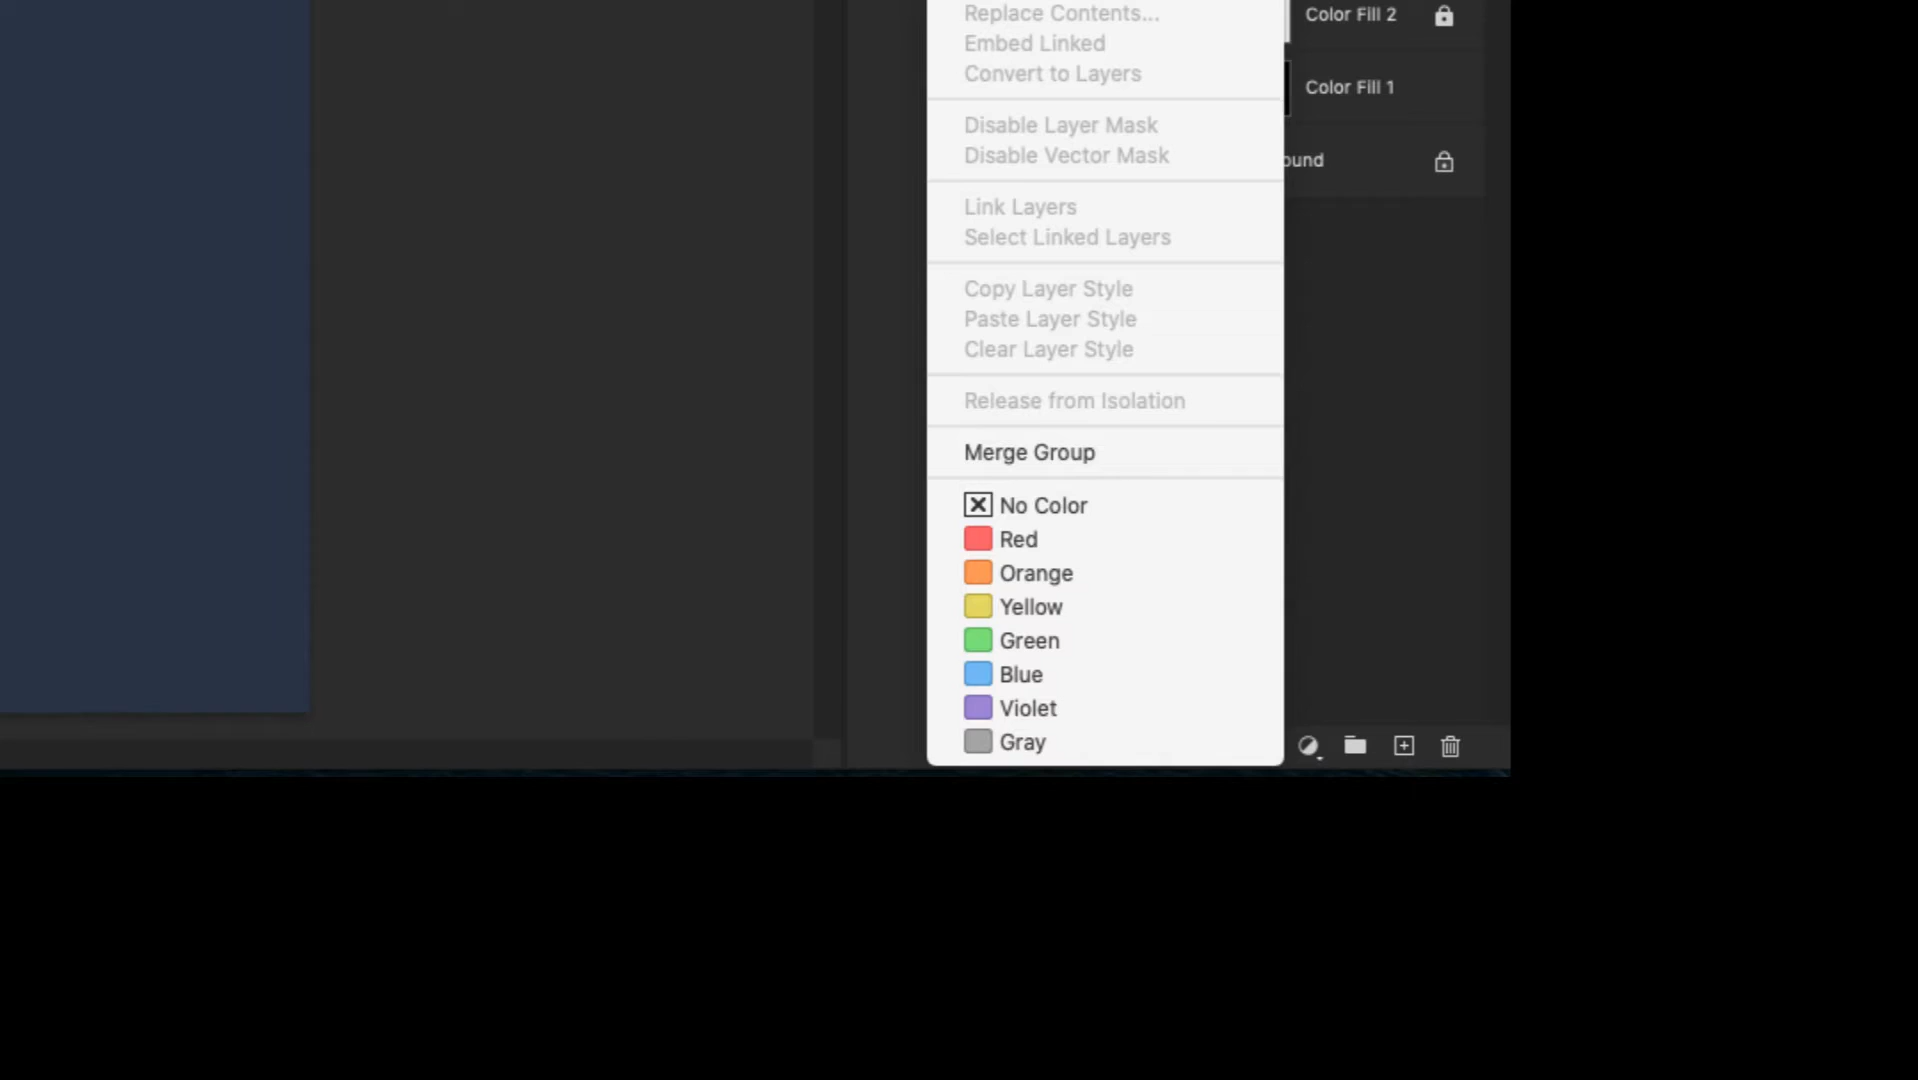 Replace Contents...
Embed Linked
Convert to Layers
Disable Layer Mask
Disable Vector Mask
Link Layers
Select Linked Layers
Copy Layer Style
Paste Layer Style
Clear Layer Style
Release from Isolation
Merge Group
No Color
Red
Orange
Yellow
Green
Blue
Violet
Gray
Color Fill 2
Color Fill 1
ound